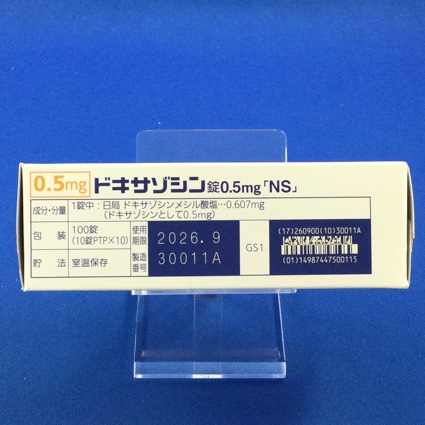 0.5mg ドキサゾシン錠0.5mg「NS」
成分・分量 1錠中：日局 ドキサゾシンメシル酸塩…0.607mg
（ドキサゾシンとして0.5mg）
包装 100錠
（10錠PTP×10）
使用期限 2026.9
製造番号 30011A
貯法 室温保存
GS1
(17)260900(10)30011A
(01)14987447500115